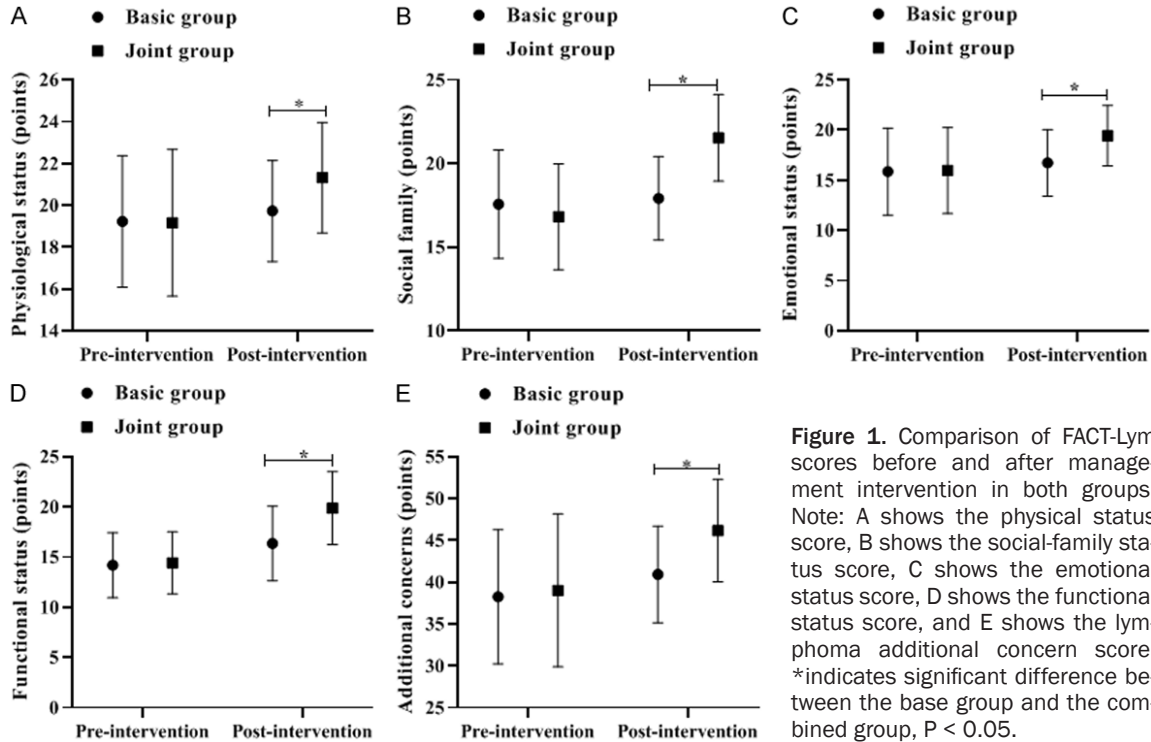 A
Basic group
Joint group
Physiological status (points)
26
24
22
20
18
16
14
*
Pre-intervention
Post-intervention
B
Basic group
Joint group
Social family (points)
25
20
15
10
*
Pre-intervention
Post-intervention
C
Basic group
Joint group
Emotional status (points)
25
20
15
10
5
0
*
Pre-intervention
Post-intervention
D
Basic group
Joint group
Functional status (points)
25
20
15
10
5
0
*
Pre-intervention
Post-intervention
E
Basic group
Joint group
Additional concerns (points)
55
50
45
40
35
30
25
*
Pre-intervention
Post-intervention
Figure 1. Comparison of FACT-Lym
scores before and after manage-
ment intervention in both groups
Note: A shows the physical status
score, B shows the social-family sta-
tus score, C shows the emotiona
status score, D shows the functiona
status score, and E shows the lym-
phoma additional concern score
*indicates significant difference be-
tween the base group and the com-
bined group, P < 0.05.